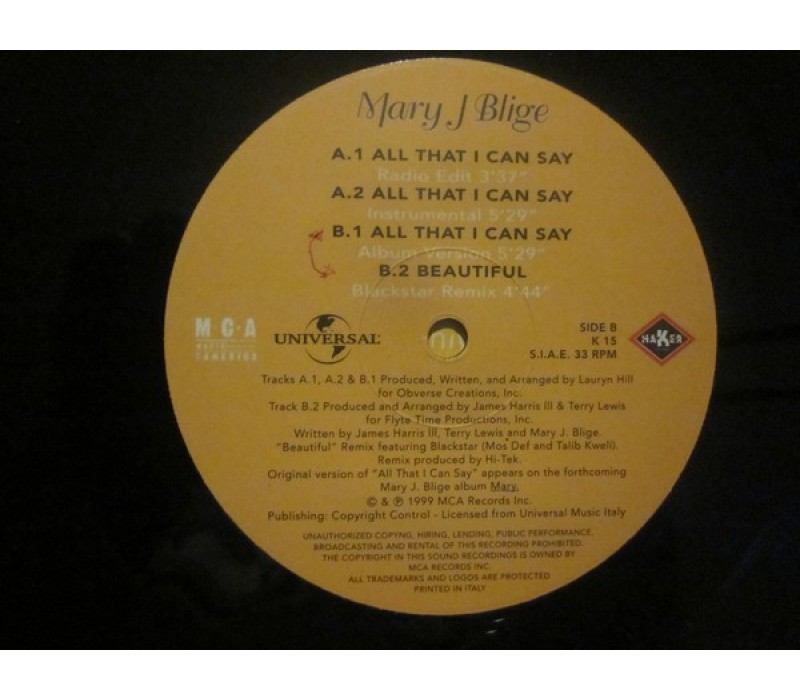 Mary J Blige
A.1 ALL THAT I CAN SAY
Radio Edit 3'37"
A.2 ALL THAT I CAN SAY
Instrumental 5'29"
B.1 ALL THAT I CAN SAY
Album Version 5'29"
B.2 BEAUTIFUL
Blackstar Remix 4'44"
M·C·A
MUSIC
UNIVERSAL
SIDE B
K 15
S.I.A.E. 33 RPM
HAKER
Tracks A.1, A.2 & B.1 Produced, Written, and Arranged by Lauryn Hill
for Obverse Creations, Inc.
Track B.2 Produced and Arranged by James Harris III & Terry Lewis
for Flyte Time Productions, Inc.
Written by James Harris III, Terry Lewis and Mary J. Blige.
"Beautiful" Remix featuring Blackstar (Mos Def and Talib Kweli).
Remix produced by Hi-Tek.
Original version of "All That I Can Say" appears on the forthcoming
Mary J. Blige album Mary.
© & ℗ 1999 MCA Records Inc.
Publishing: Copyright Control - Licensed from Universal Music Italy
UNAUTHORIZED COPYNG, HIRING, LENDING, PUBLIC PERFORMANCE,
BROADCASTING AND RENTAL OF THIS RECORDING PROHIBITED.
THE COPYRIGHT IN THIS SOUND RECORDINGS IS OWNED BY
MCA RECORDS INC.
ALL TRADEMARKS AND LOGOS ARE PROTECTED
PRINTED IN ITALY